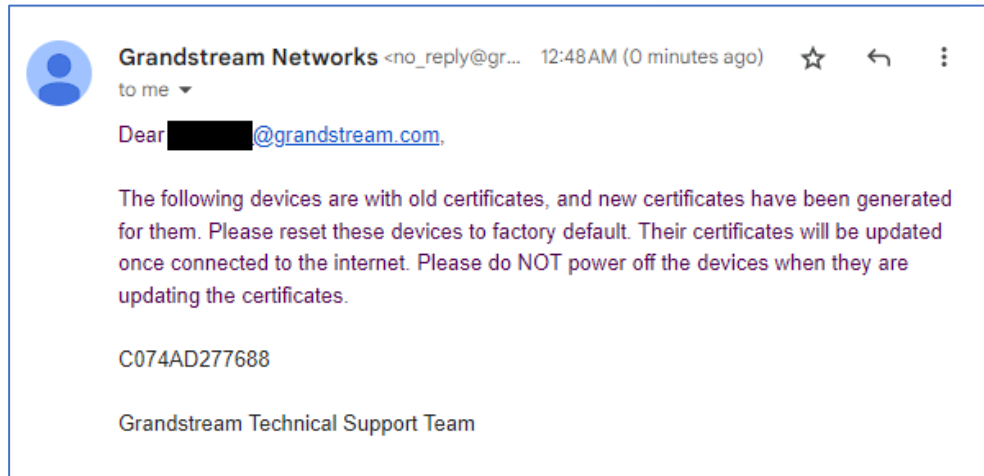 Grandstream Networks <no_reply@gr... 12:48AM (0 minutes ago)
to me
Dear @grandstream.com,
The following devices are with old certificates, and new certificates have been generated
for them. Please reset these devices to factory default. Their certificates will be updated
once connected to the internet. Please do NOT power off the devices when they are
updating the certificates.
C074AD277688
Grandstream Technical Support Team